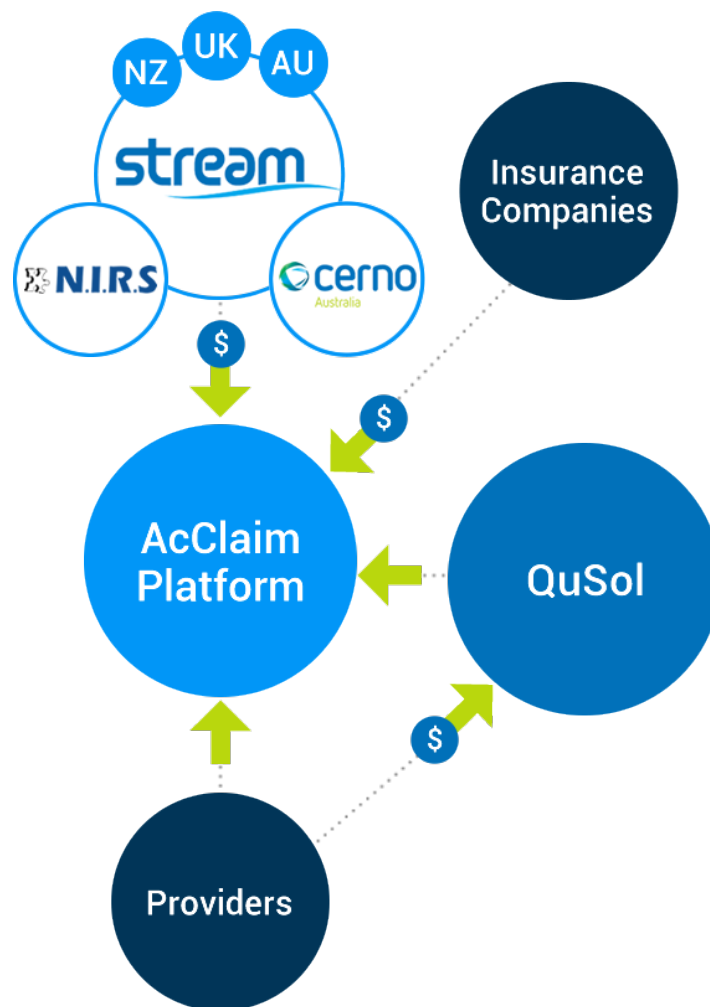 NZ
UK
AU
stream
N.I.R.S
cerno
Australia
Insurance
Companies
$
$
AcClaim
Platform
QuSol
$
Providers